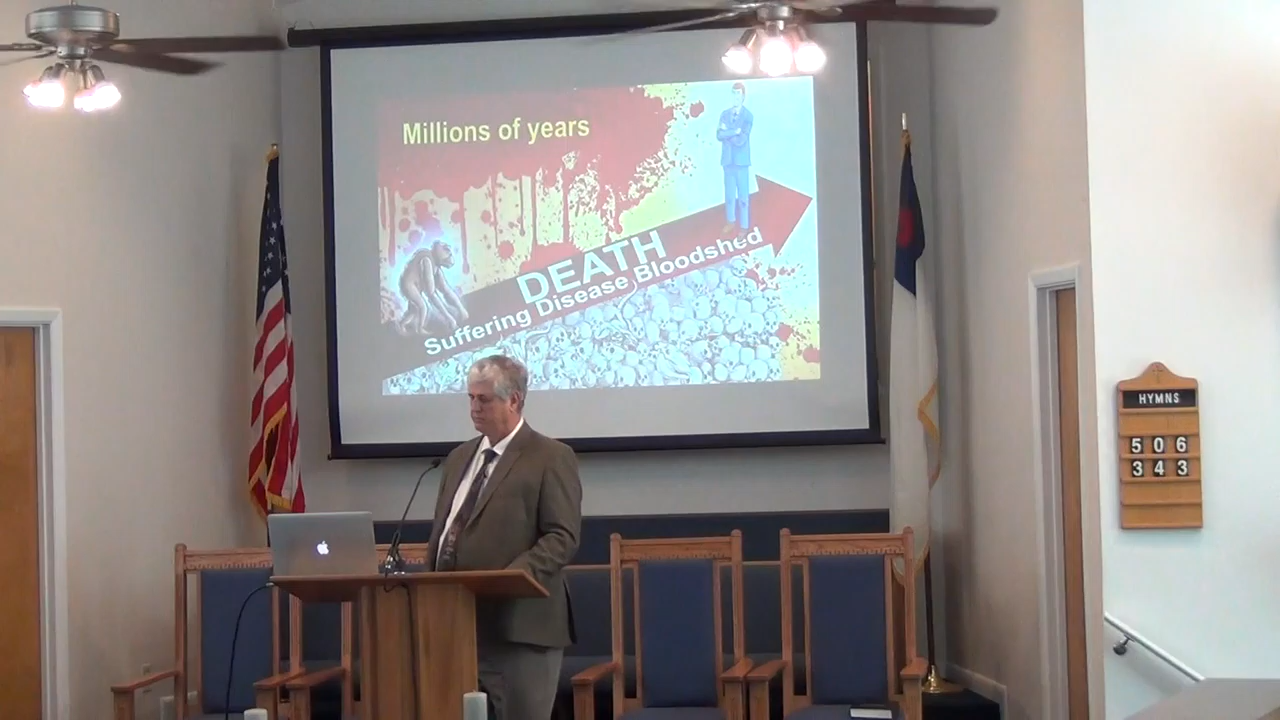 Millions of years
DEATH
Suffering Disease Bloodshed
HYMNS
506
343